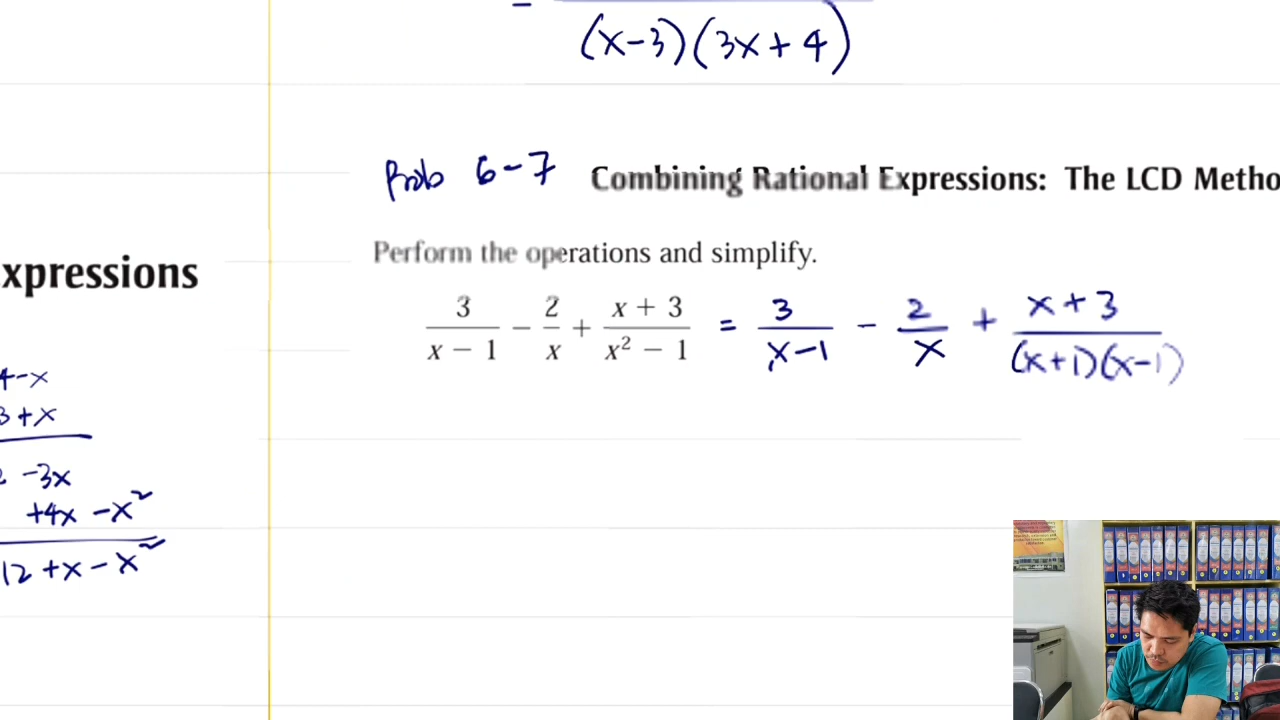 = 
(x-3)(3x+4)
Prob 6-7 Combining Rational Expressions: The LCD Metho
Perform the operations and simplify.
3/(x − 1) − 2/x + (x + 3)/(x² − 1) = 3/(x-1) - 2/x + (x+3)/((x+1)(x-1))
xpressions
4-x
3+x
-3x
+4x -x²
12+x-x²